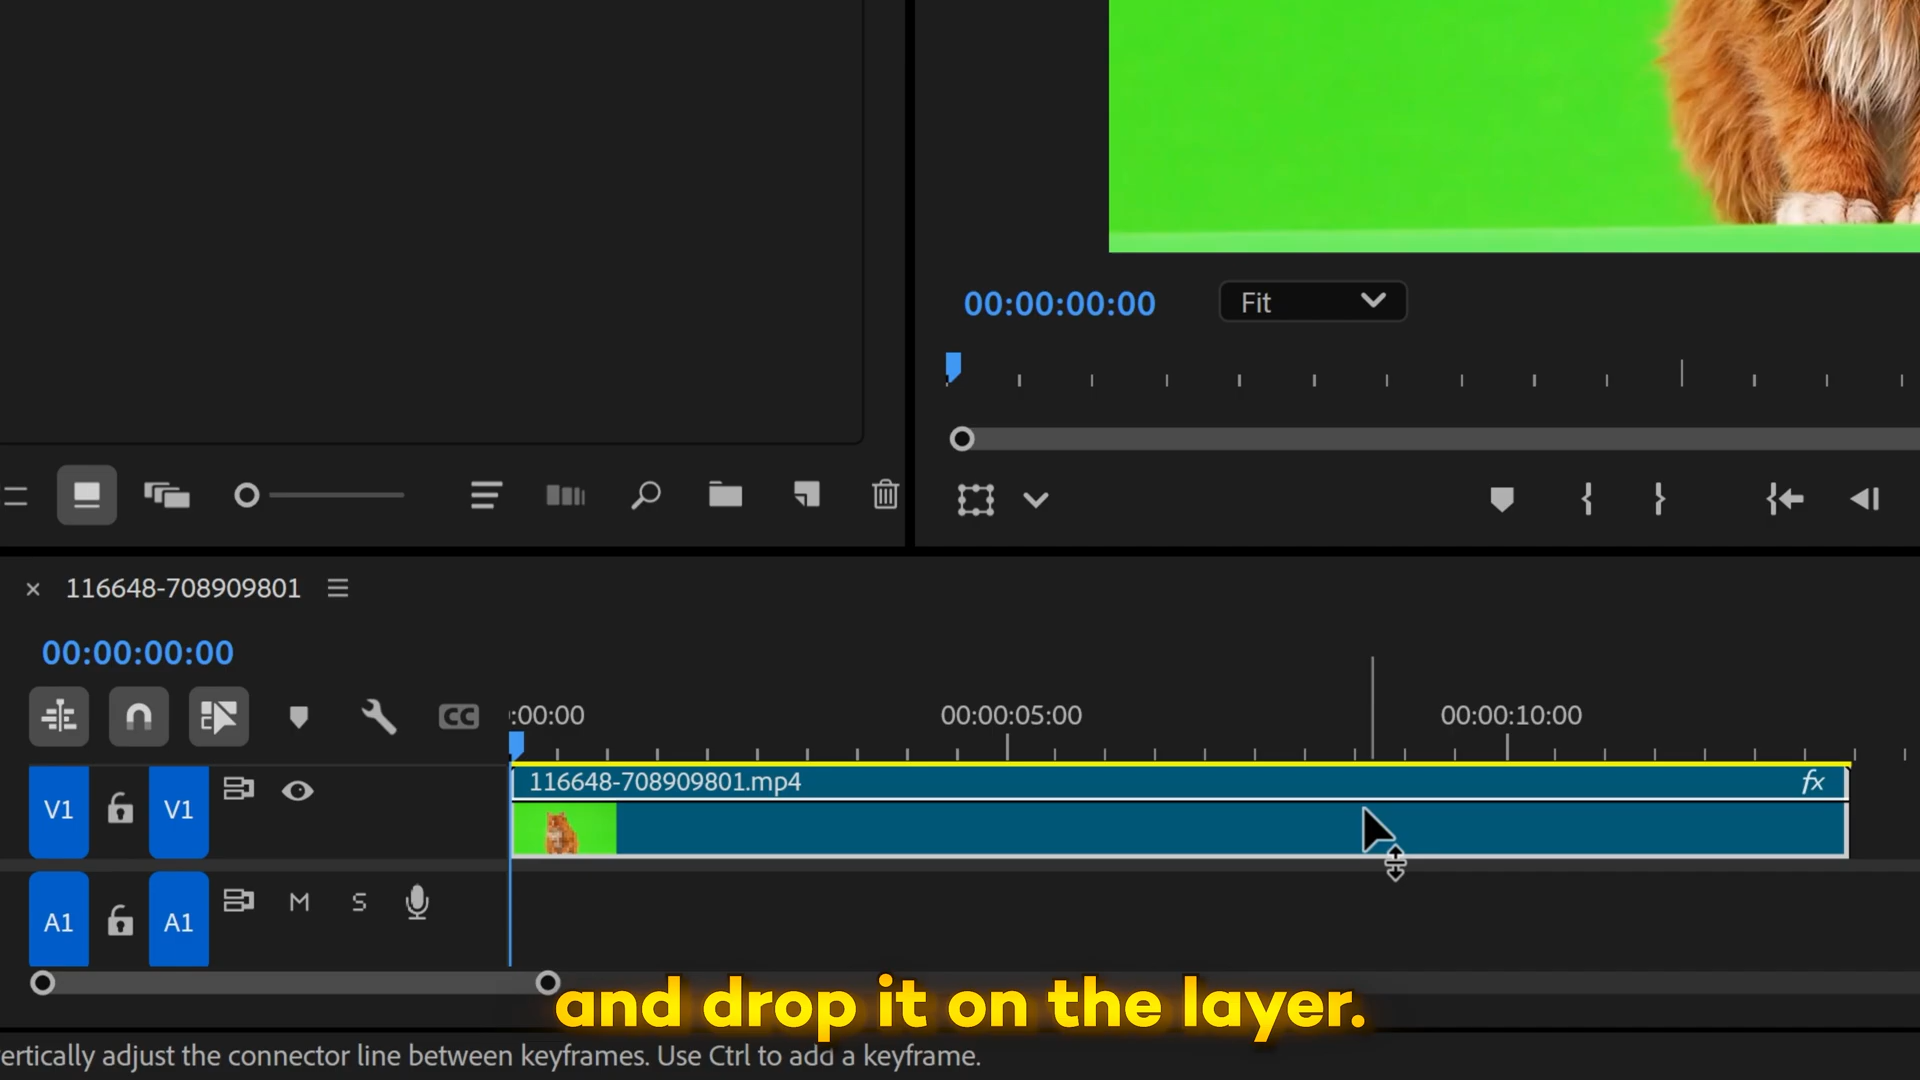 00:00:00:00
Fit
116648-708909801
00:00:00:00
CC
:00:00
00:00:05:00
00:00:10:00
V1
V1
116648-708909801.mp4
fx
A1
A1
M
S
and drop it on the layer.
ertically adjust the connector line between keyframes. Use Ctrl to add a keyframe.